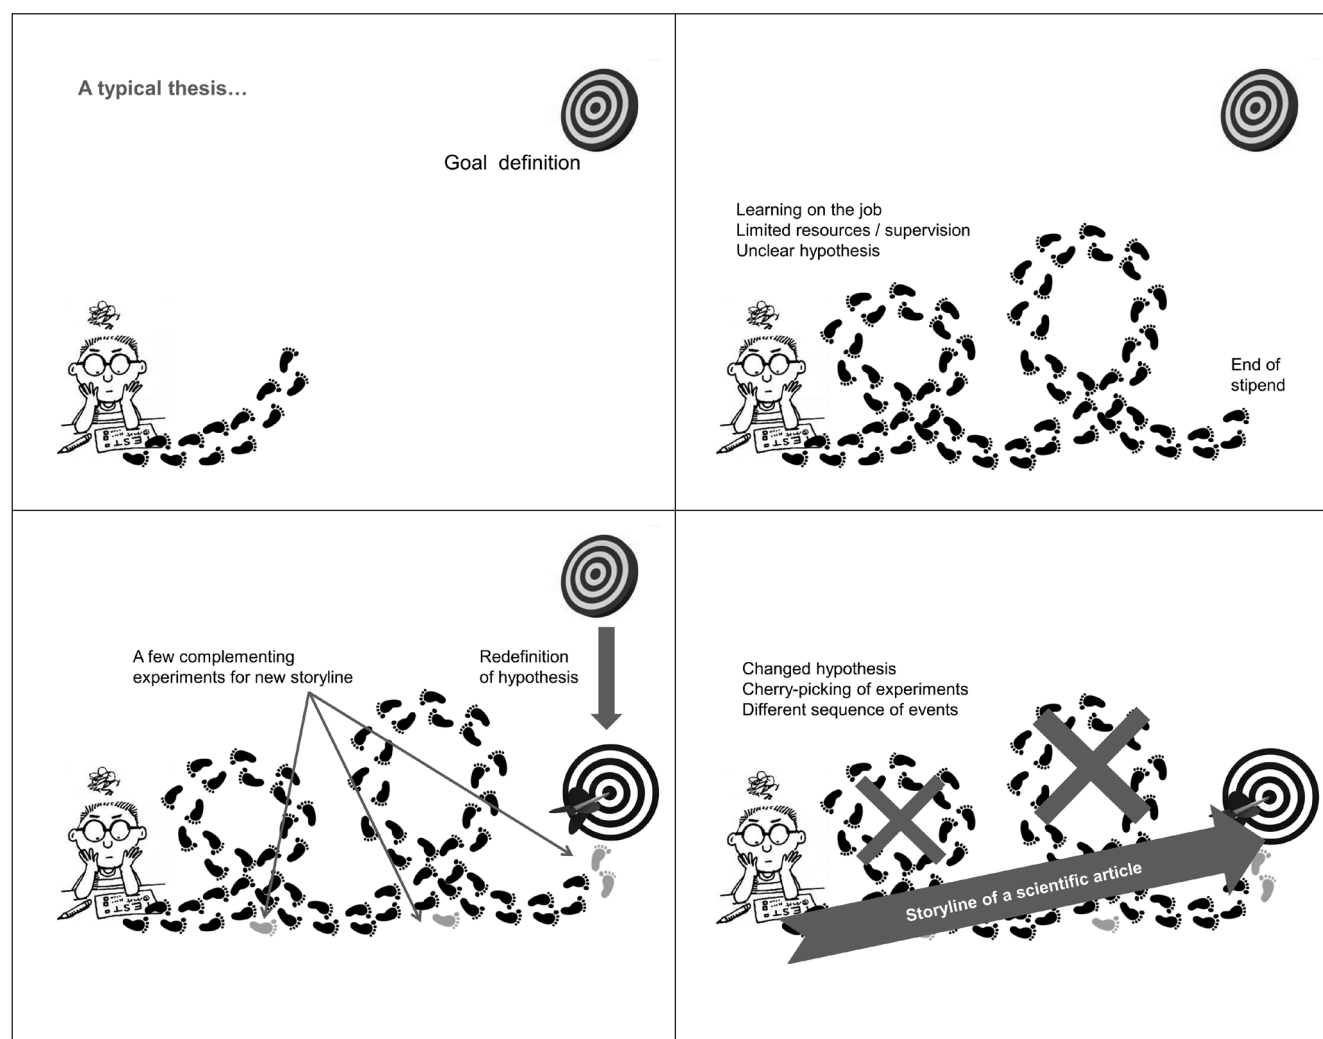 A typical thesis…
Goal definition
Learning on the job
Limited resources / supervision
Unclear hypothesis
End of
stipend
A few complementing
experiments for new storyline
Redefinition
of hypothesis
Changed hypothesis
Cherry-picking of experiments
Different sequence of events
Storyline of a scientific article